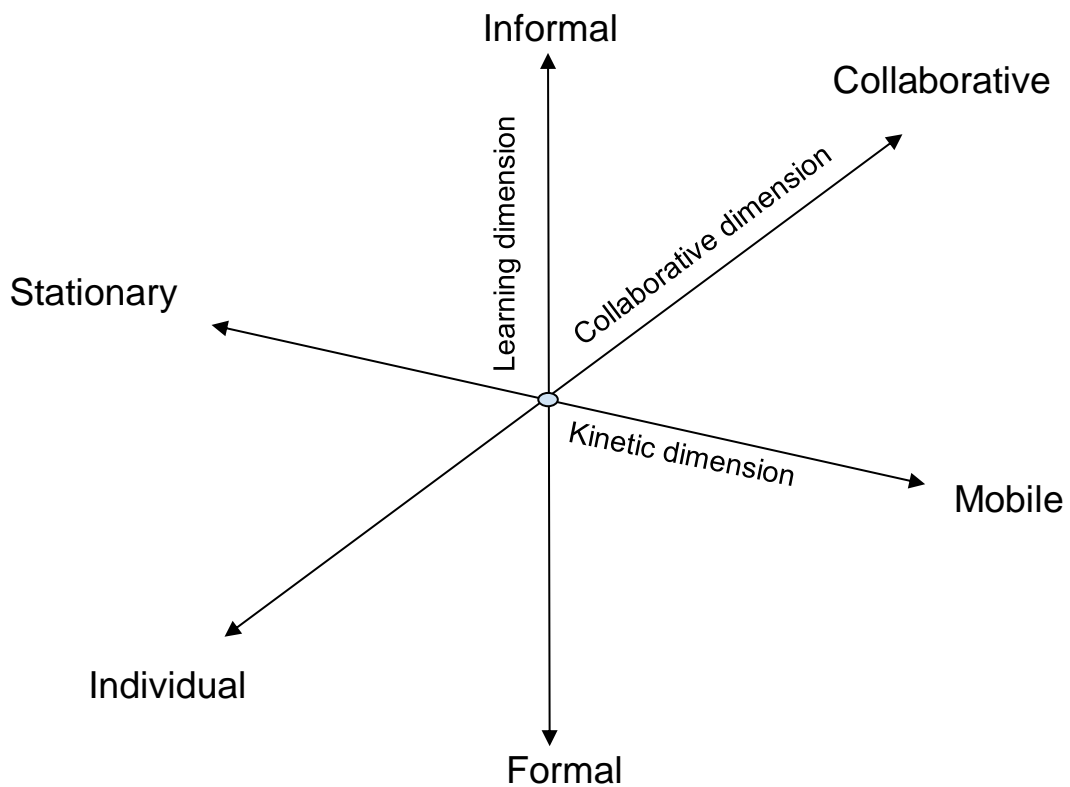 Informal
Collaborative
Learning dimension
Collaborative dimension
Stationary
Kinetic dimension
Mobile
Individual
Formal